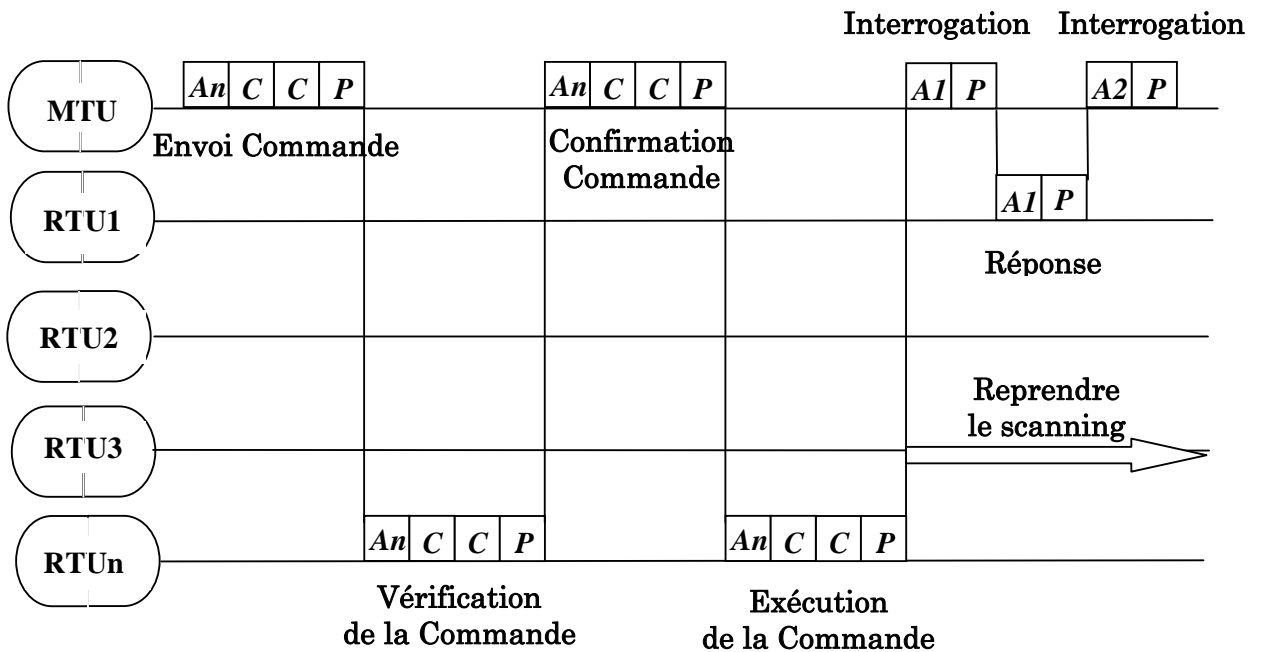 Interrogation Interrogation
MTU An C C P An C C P A1 P A2 P
Envoi Commande
Confirmation
Commande
RTU1 A1 P
Réponse
RTU2
Reprendre
le scanning
RTU3
RTUn An C C P An C C P
Vérification
de la Commande
Exécution
de la Commande